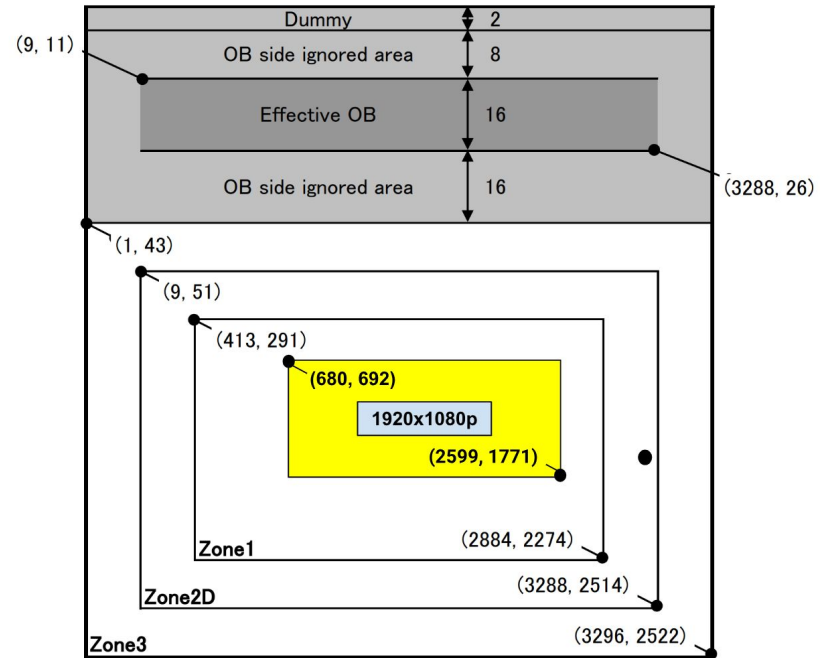 Dummy 2
(9, 11)
OB side ignored area 8
Effective OB 16
OB side ignored area 16
(3288, 26)
(1, 43)
(9, 51)
(413, 291)
(680, 692)
1920x1080p
(2599, 1771)
(2884, 2274)
Zone1
(3288, 2514)
Zone2D
(3296, 2522)
Zone3